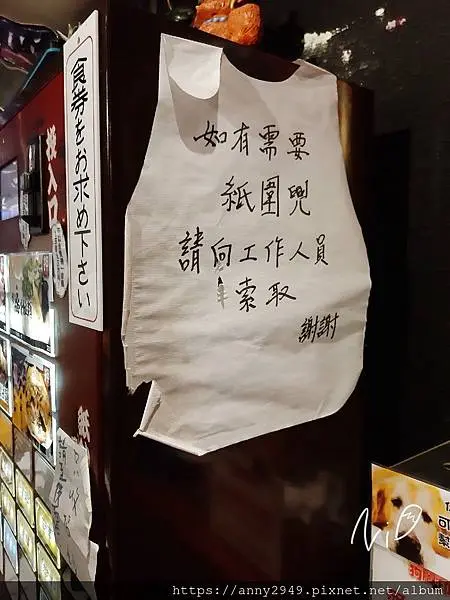 食券をお求め下さい
投入口
如有需要
紙圍兜
請向工作人員
索取
謝謝
https://anny2949.pixnet.net/album